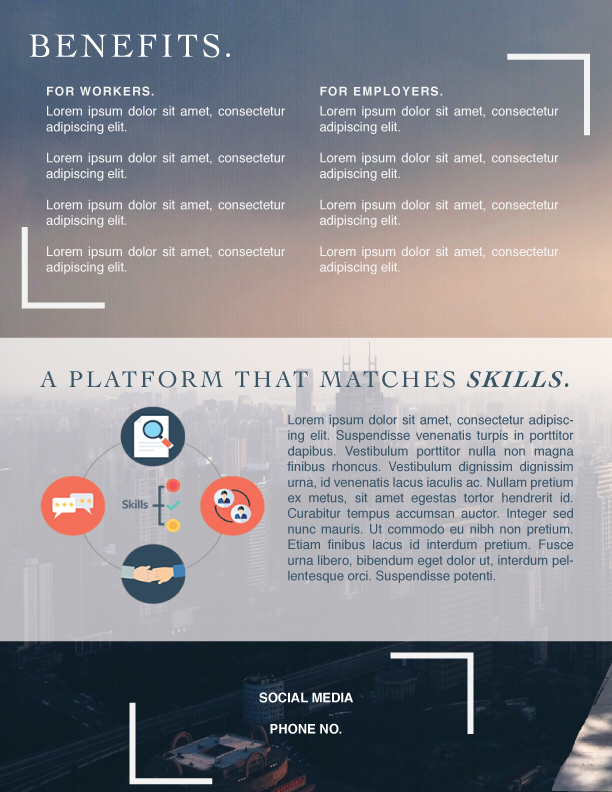 BENEFITS.
FOR WORKERS.
Lorem ipsum dolor sit amet, consectetur
adipiscing elit.
Lorem ipsum dolor sit amet, consectetur
adipiscing elit.
Lorem ipsum dolor sit amet, consectetur
adipiscing elit.
Lorem ipsum dolor sit amet, consectetur
adipiscing elit.
FOR EMPLOYERS.
Lorem ipsum dolor sit amet, consectetur
adipiscing elit.
Lorem ipsum dolor sit amet, consectetur
adipiscing elit.
Lorem ipsum dolor sit amet, consectetur
adipiscing elit.
Lorem ipsum dolor sit amet, consectetur
adipiscing elit.
A PLATFORM THAT MATCHES SKILLS.
Skills
Lorem ipsum dolor sit amet, consectetur adipisc-
ing elit. Suspendisse venenatis turpis in porttitor
dapibus. Vestibulum porttitor nulla non magna
finibus rhoncus. Vestibulum dignissim dignissim
urna, id venenatis lacus iaculis ac. Nullam pretium
ex metus, sit amet egestas tortor hendrerit id.
Curabitur tempus accumsan auctor. Integer sed
nunc mauris. Ut commodo eu nibh non pretium.
Etiam finibus lacus id interdum pretium. Fusce
urna libero, bibendum eget dolor ut, interdum pel-
lentesque orci. Suspendisse potenti.
SOCIAL MEDIA
PHONE NO.